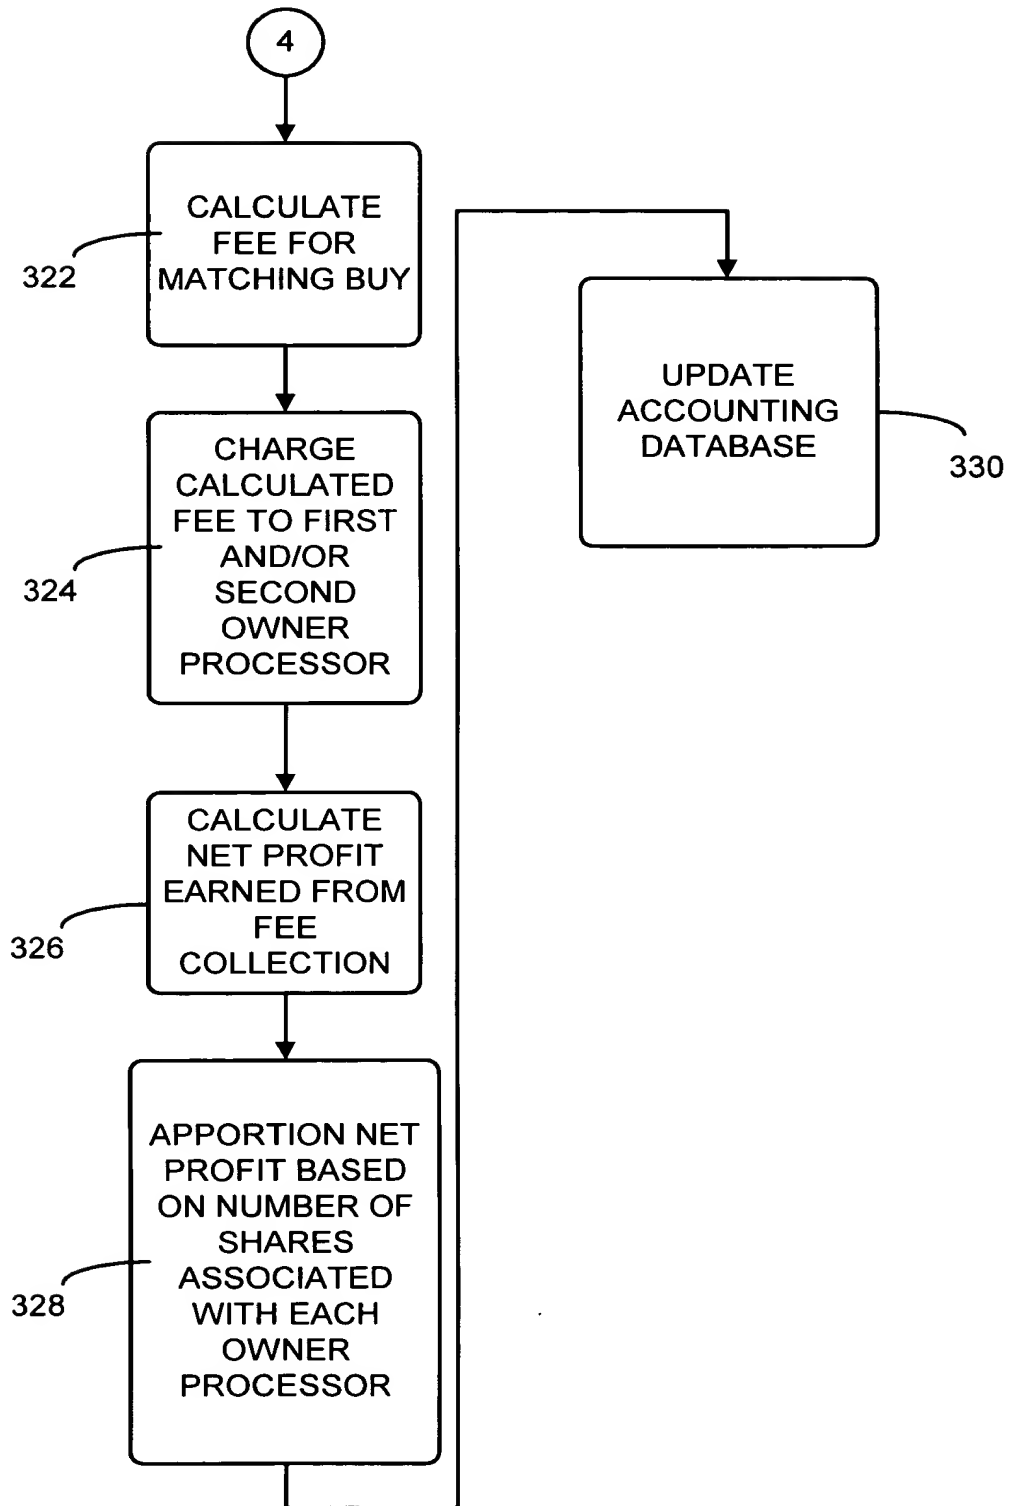 4
CALCULATE
FEE FOR
MATCHING BUY
322
CHARGE
CALCULATED
FEE TO FIRST
AND/OR
SECOND
OWNER
PROCESSOR
324
CALCULATE
NET PROFIT
EARNED FROM
FEE
COLLECTION
326
APPORTION NET
PROFIT BASED
ON NUMBER OF
SHARES
ASSOCIATED
WITH EACH
OWNER
PROCESSOR
328
UPDATE
ACCOUNTING
DATABASE
330